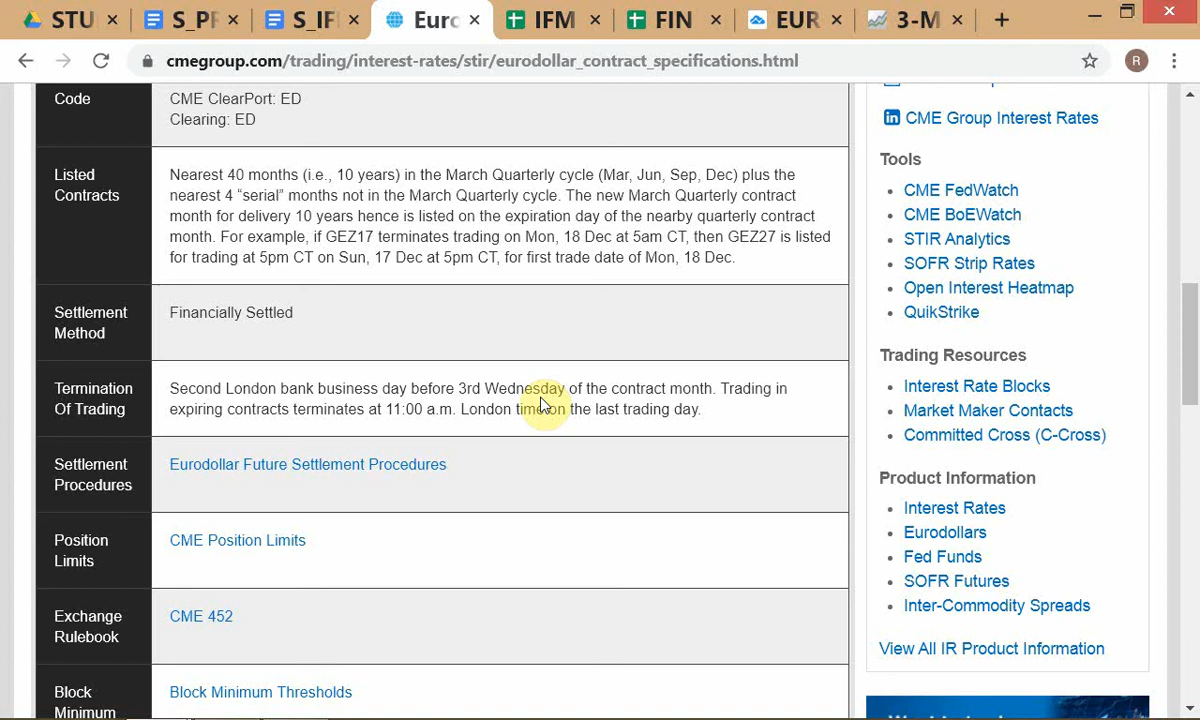 STU
S_PR
S_IF
Euro
IFM
FIN
EUR
3-M
cmegroup.com/trading/interest-rates/stir/eurodollar_contract_specifications.html
R
Code
CME ClearPort: ED
Clearing: ED
Listed
Contracts
Nearest 40 months (i.e., 10 years) in the March Quarterly cycle (Mar, Jun, Sep, Dec) plus the
nearest 4 “serial” months not in the March Quarterly cycle. The new March Quarterly contract
month for delivery 10 years hence is listed on the expiration day of the nearby quarterly contract
month. For example, if GEZ17 terminates trading on Mon, 18 Dec at 5am CT, then GEZ27 is listed
for trading at 5pm CT on Sun, 17 Dec at 5pm CT, for first trade date of Mon, 18 Dec.
Settlement
Method
Financially Settled
Termination
Of Trading
Second London bank business day before 3rd Wednesday of the contract month. Trading in
expiring contracts terminates at 11:00 a.m. London time on the last trading day.
Settlement
Procedures
Eurodollar Future Settlement Procedures
Position
Limits
CME Position Limits
Exchange
Rulebook
CME 452
Block
Minimum
Block Minimum Thresholds
CME Group Interest Rates
Tools
CME FedWatch
CME BoEWatch
STIR Analytics
SOFR Strip Rates
Open Interest Heatmap
QuikStrike
Trading Resources
Interest Rate Blocks
Market Maker Contacts
Committed Cross (C-Cross)
Product Information
Interest Rates
Eurodollars
Fed Funds
SOFR Futures
Inter-Commodity Spreads
View All IR Product Information